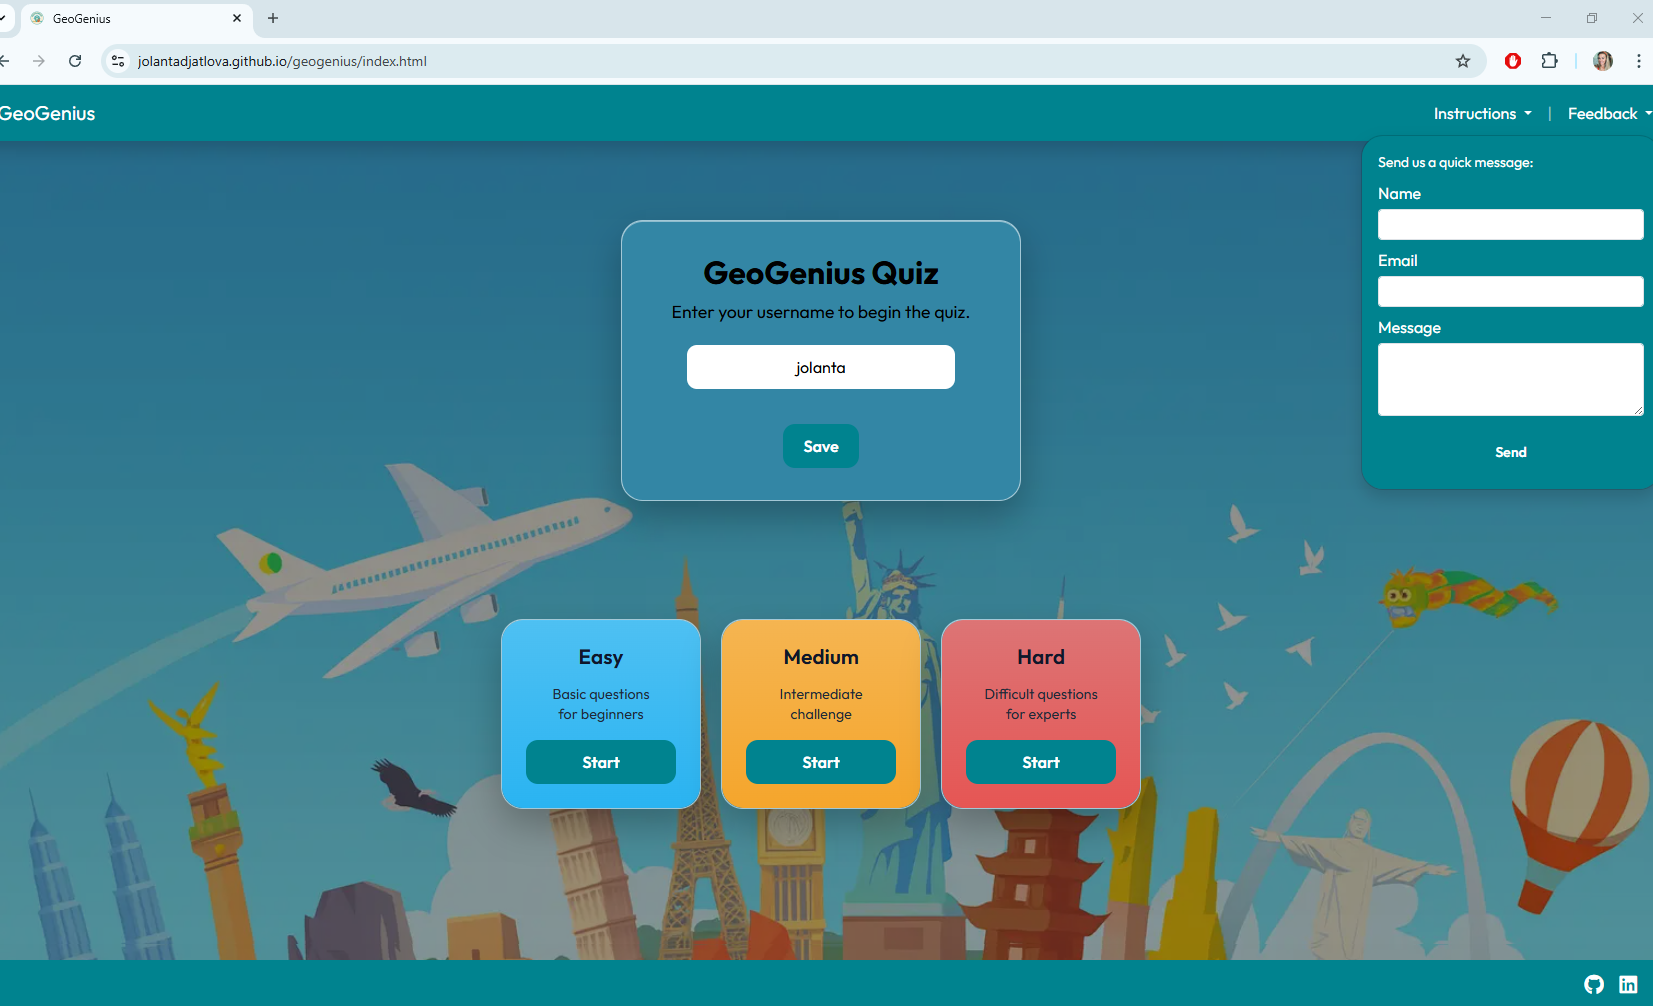 GeoGenius
jolantadjatlova.github.io/geogenius/index.html
GeoGenius
Instructions | Feedback
Send us a quick message:
Name
Email
Message
Send
GeoGenius Quiz
Enter your username to begin the quiz.
jolanta
Save
Easy
Basic questions
for beginners
Start
Medium
Intermediate
challenge
Start
Hard
Difficult questions
for experts
Start